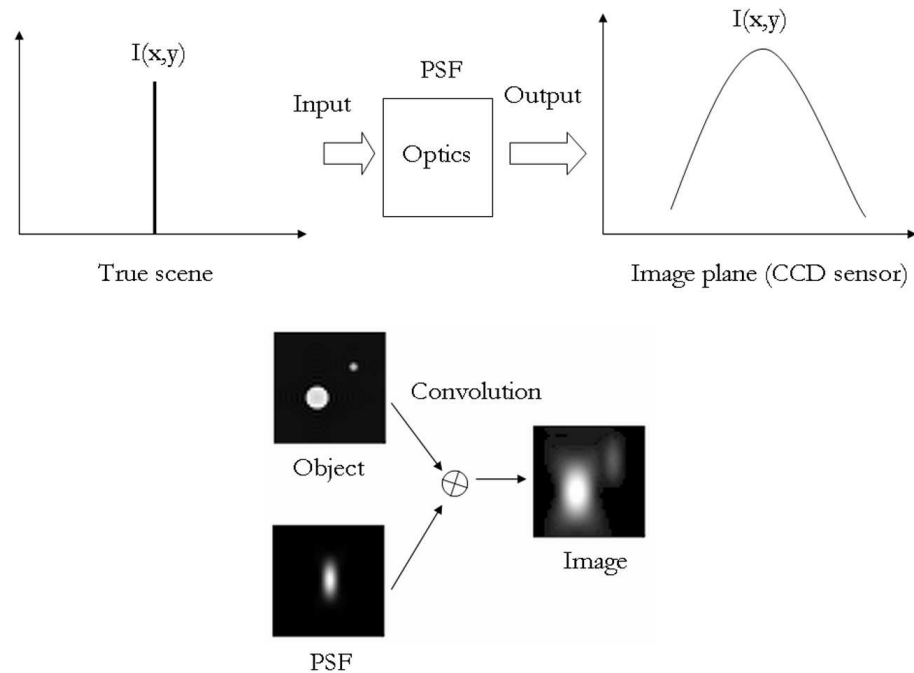 I(x,y)
True scene
Input
PSF
Optics
Output
I(x,y)
Image plane (CCD sensor)
Object
Convolution
PSF
Image